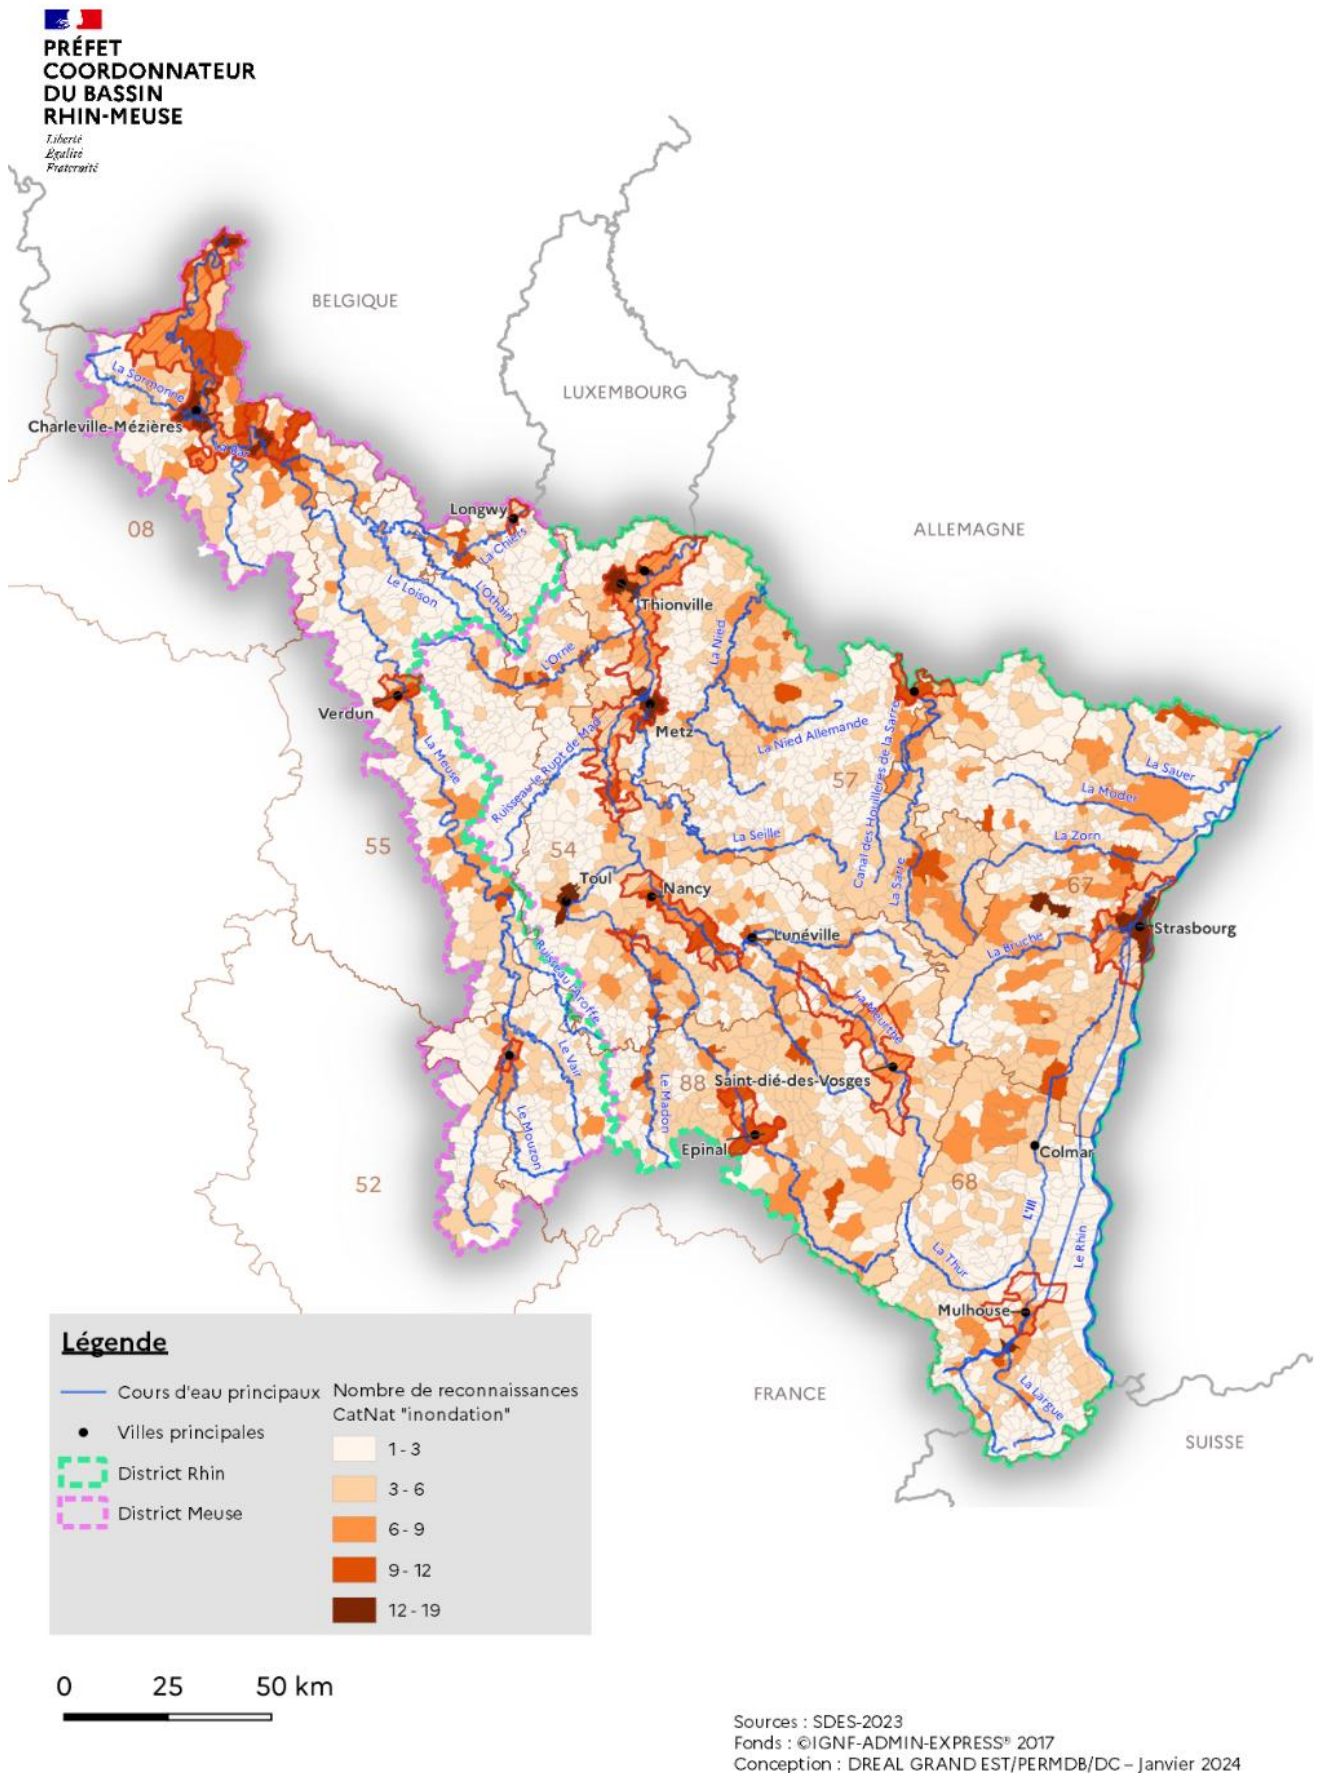 PRÉFET
COORDONNATEUR
DU BASSIN
RHIN-MEUSE
Liberté
Égalité
Fraternité
BELGIQUE
LUXEMBOURG
ALLEMAGNE
La Sormonne
Charleville-Mézières
La Bar
08
Longwy
La Chiers
Le Loison
L'Othain
Thionville
L'Orne
La Nied
Verdun
Metz
La Meuse
Ruisseau le Rupt de Mad
La Nied Allemande
Canal des Houillères de la Sarre
57
La Sauer
La Moder
La Seille
La Zorn
55
54
Toul
Nancy
La Sarre
67
Lunéville
Strasbourg
La Bruche
Ruisseau l'Aroffe
La Meurthe
Le Vair
88
Saint-dié-des-Vosges
Le Madon
Le Mouzon
Epinal
Colmar
52
68
L'Ill
Le Rhin
La Thur
Mulhouse
La Largue
FRANCE
SUISSE
Légende
Cours d'eau principaux
Villes principales
District Rhin
District Meuse
Nombre de reconnaissances
CatNat "inondation"
1 - 3
3 - 6
6 - 9
9 - 12
12 - 19
0 25 50 km
Sources : SDES-2023
Fonds : ©IGNF-ADMIN-EXPRESS® 2017
Conception : DREAL GRAND EST/PERMDB/DC – Janvier 2024